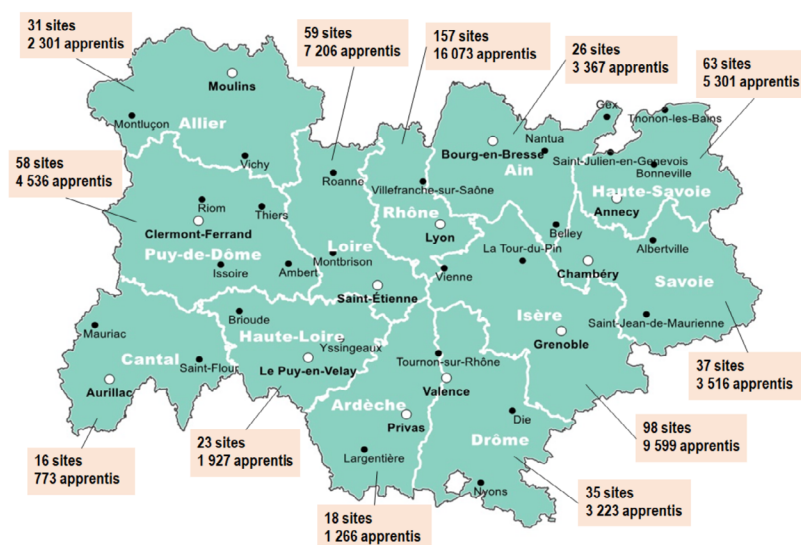 31 sites
2 301 apprentis
59 sites
7 206 apprentis
157 sites
16 073 apprentis
26 sites
3 367 apprentis
63 sites
5 301 apprentis
58 sites
4 536 apprentis
Moulins
Montluçon
Allier
Vichy
Roanne
Villefranche-sur-Saône
Bourg-en-Bresse
Nantua
Ain
Gex
Thonon-les-Bains
Saint-Julien-en-Genevois
Bonneville
Haute-Savoie
Annecy
Riom
Thiers
Clermont-Ferrand
Puy-de-Dôme
Issoire
Ambert
Loire
Montbrison
Saint-Étienne
Rhône
Lyon
Vienne
La Tour-du-Pin
Belley
Chambéry
Albertville
Savoie
Saint-Jean-de-Maurienne
Isère
Grenoble
Mauriac
Cantal
Saint-Flour
Aurillac
Brioude
Haute-Loire
Yssingeaux
Le Puy-en-Velay
Tournon-sur-Rhône
Valence
Ardèche
Privas
Largentière
Die
Drôme
Nyons
37 sites
3 516 apprentis
98 sites
9 599 apprentis
16 sites
773 apprentis
23 sites
1 927 apprentis
18 sites
1 266 apprentis
35 sites
3 223 apprentis